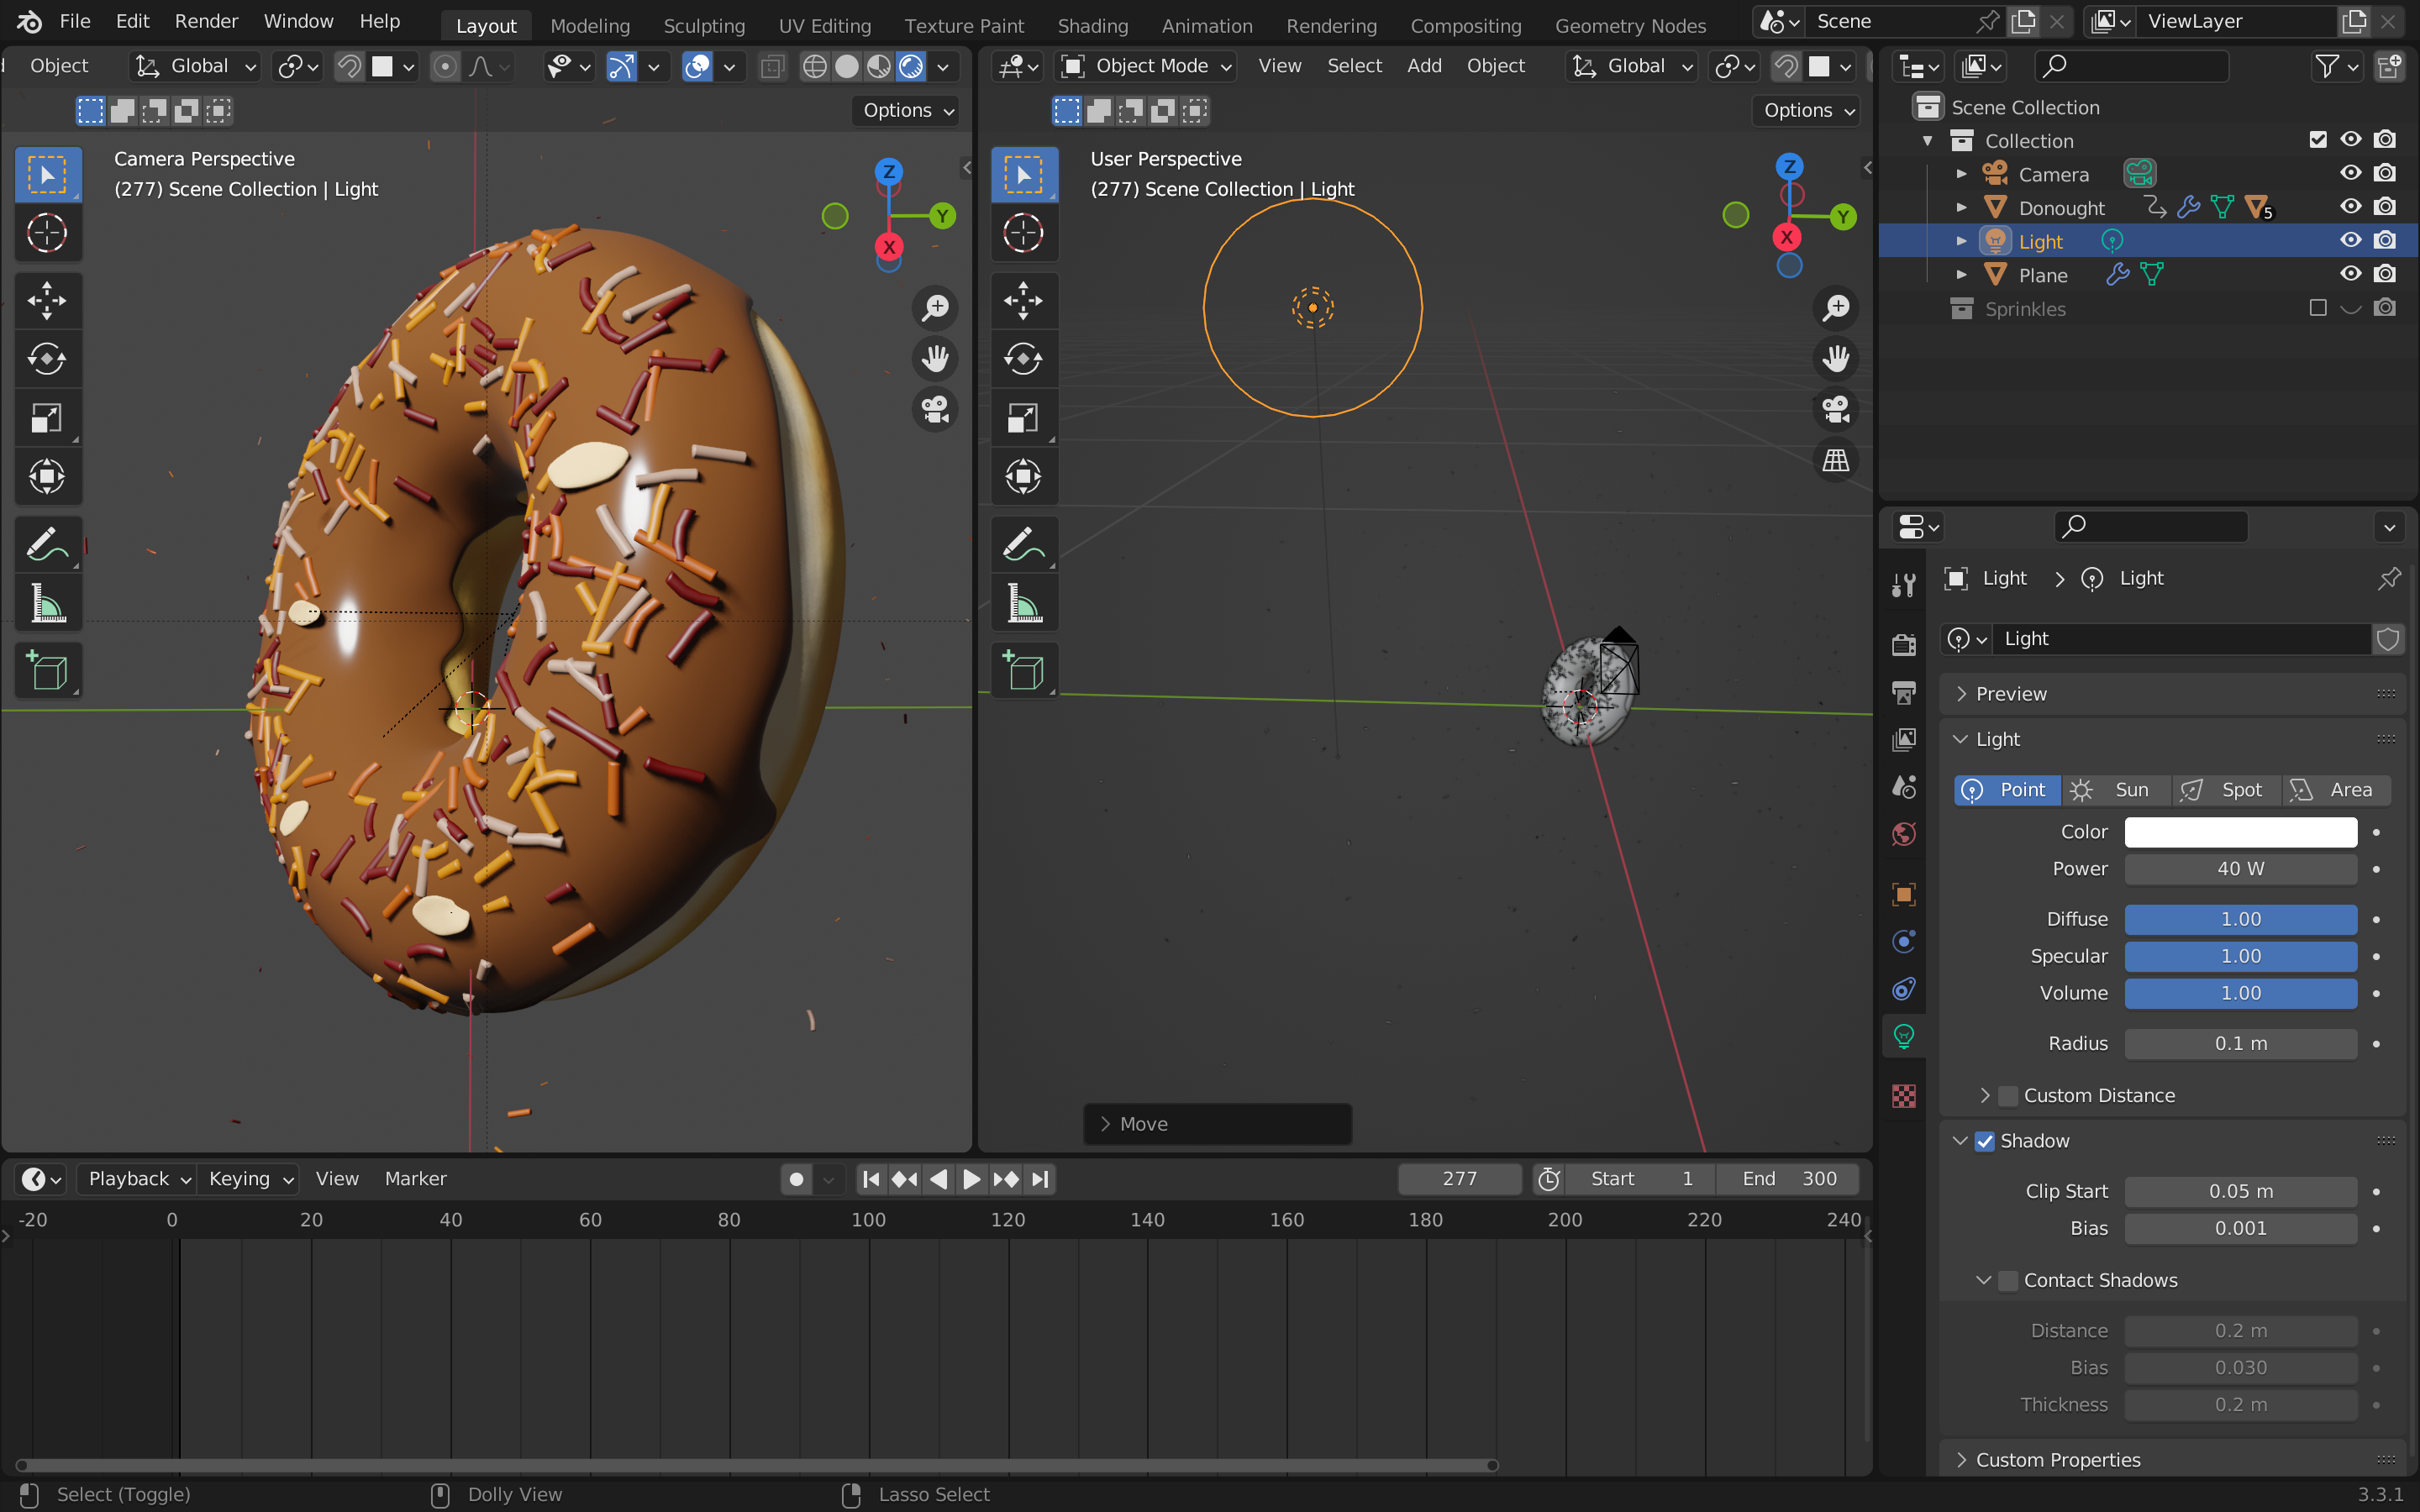 File Edit Render Window Help Layout Modeling Sculpting UV Editing Texture Paint Shading Animation Rendering Compositing Geometry Nodes Scene ViewLayer
Object Global Object Mode View Select Add Object Global
Options Options
Camera Perspective
(277) Scene Collection | Light
Z
Y
X
User Perspective
(277) Scene Collection | Light
Z
Y
X
Move
Scene Collection
Collection
Camera
Donought 5
Light
Plane
Sprinkles
Light > Light
Light
Preview
Light
Point Sun Spot Area
Color
Power 40 W
Diffuse 1.00
Specular 1.00
Volume 1.00
Radius 0.1 m
Custom Distance
Shadow
Clip Start 0.05 m
Bias 0.001
Contact Shadows
Distance 0.2 m
Bias 0.030
Thickness 0.2 m
Custom Properties
Playback Keying View Marker 277 Start 1 End 300
-20 0 20 40 60 80 100 120 140 160 180 200 220 240
Select (Toggle) Dolly View Lasso Select 3.3.1